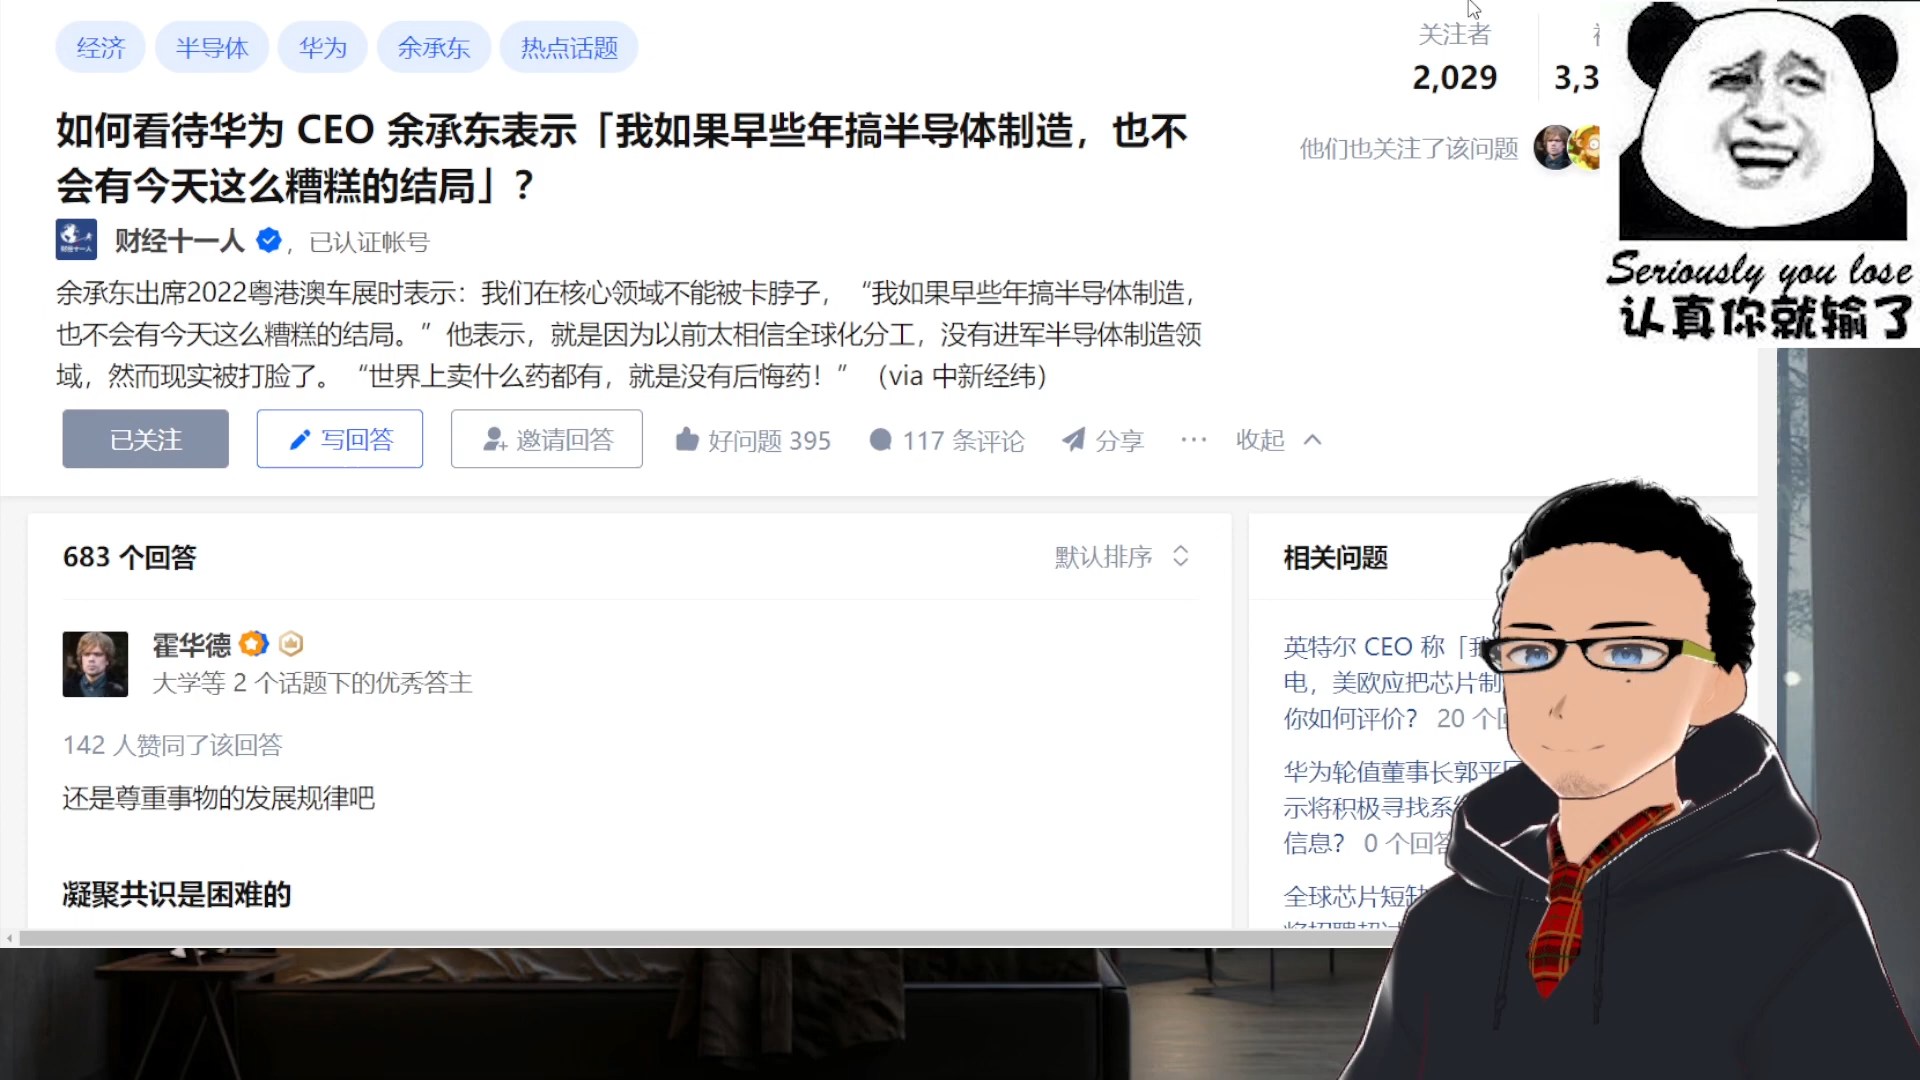 经济 半导体 华为 余承东 热点话题
关注者
2,029
3,3
如何看待华为 CEO 余承东表示「我如果早些年搞半导体制造，也不
会有今天这么糟糕的结局」？
他们也关注了该问题
财经十一人 ，已认证帐号
余承东出席2022粤港澳车展时表示：我们在核心领域不能被卡脖子，“我如果早些年搞半导体制造，
也不会有今天这么糟糕的结局。”他表示，就是因为以前太相信全球化分工，没有进军半导体制造领
域，然而现实被打脸了。“世界上卖什么药都有，就是没有后悔药！”（via 中新经纬）
已关注 写回答 邀请回答 好问题 395 117 条评论 分享 ··· 收起
Seriously you lose
认真你就输了
683 个回答
默认排序
霍华德
大学等 2 个话题下的优秀答主
142 人赞同了该回答
还是尊重事物的发展规律吧
凝聚共识是困难的
相关问题
英特尔 CEO 称「我
电，美欧应把芯片制
你如何评价？ 20 个
华为轮值董事长郭平
示将积极寻找系
信息？ 0 个回答
全球芯片短缺